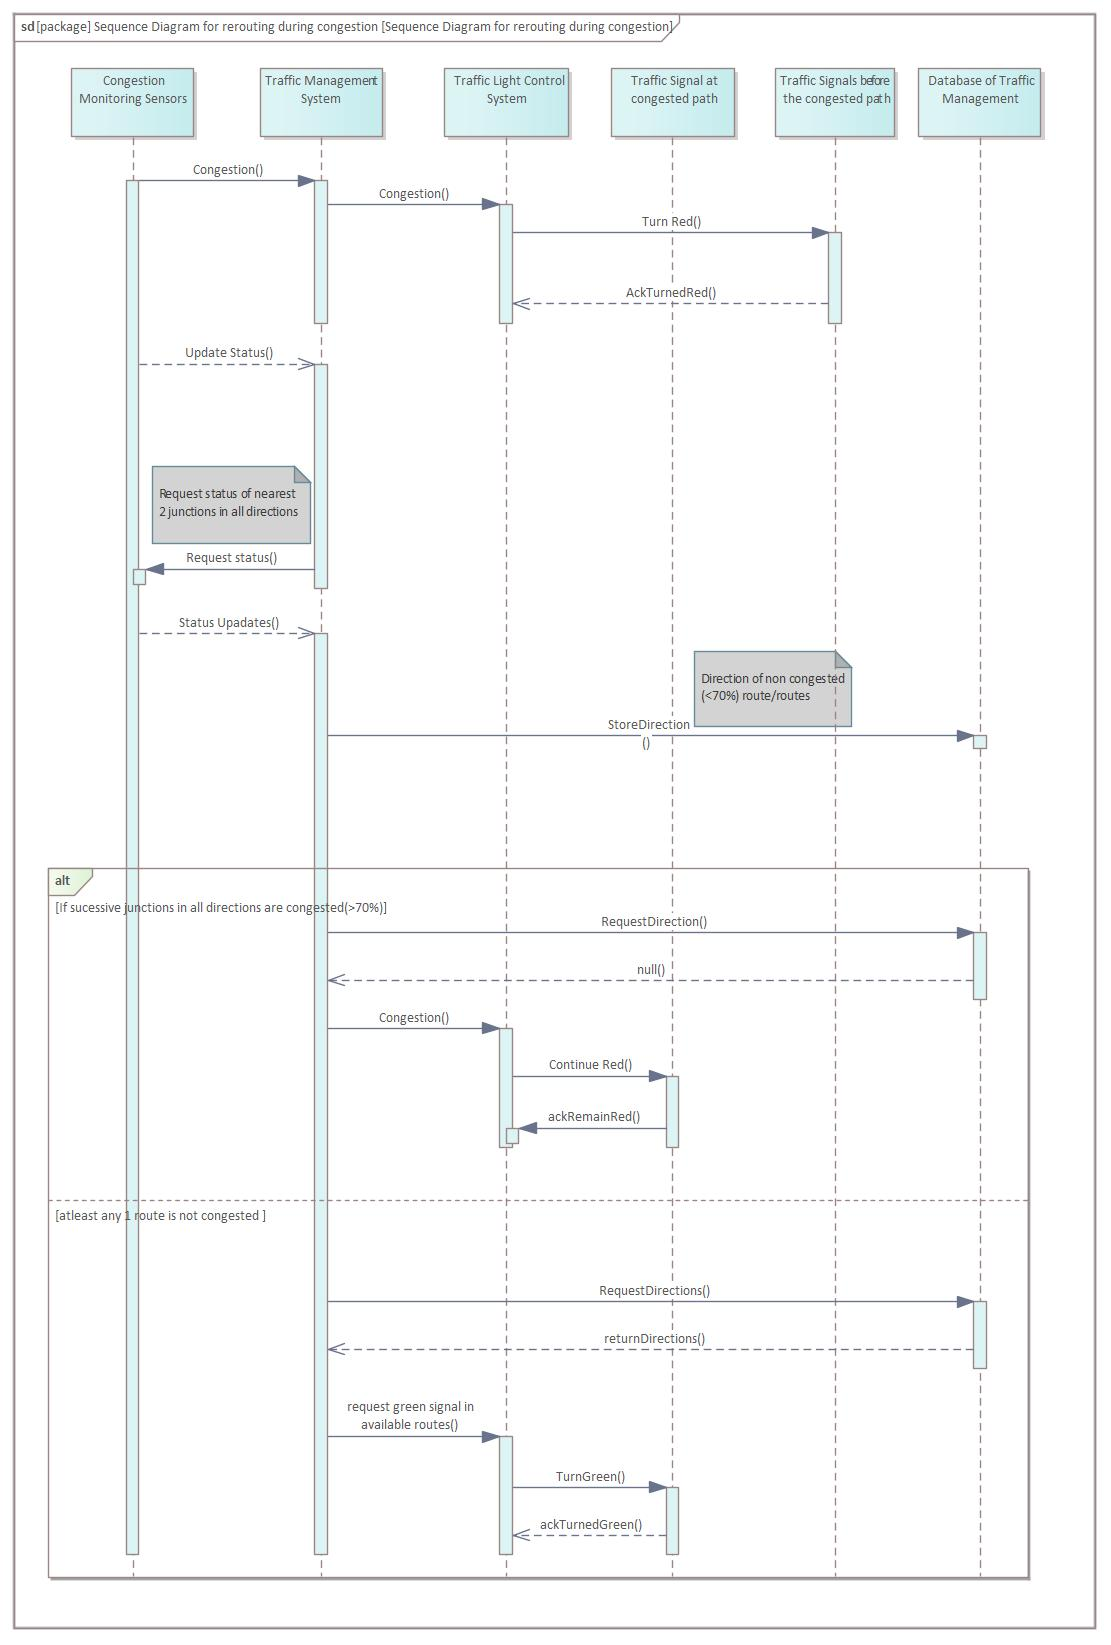 sd [package] Sequence Diagram for rerouting during congestion [Sequence Diagram for rerouting during congestion]
Congestion
Monitoring Sensors
Traffic Management
System
Traffic Light Control
System
Traffic Signal at
congested path
Traffic Signals before
the congested path
Database of Traffic
Management
Congestion()
Congestion()
Turn Red()
AckTurnedRed()
Update Status()
Request status of nearest
2 junctions in all directions
Request status()
Status Upadates()
Direction of non congested
(<70%) route/routes
StoreDirection
()
alt
[If sucessive junctions in all directions are congested(>70%)]
RequestDirection()
null()
Congestion()
Continue Red()
ackRemainRed()
[atleast any 1 route is not congested ]
RequestDirections()
returnDirections()
request green signal in
available routes()
TurnGreen()
ackTurnedGreen()